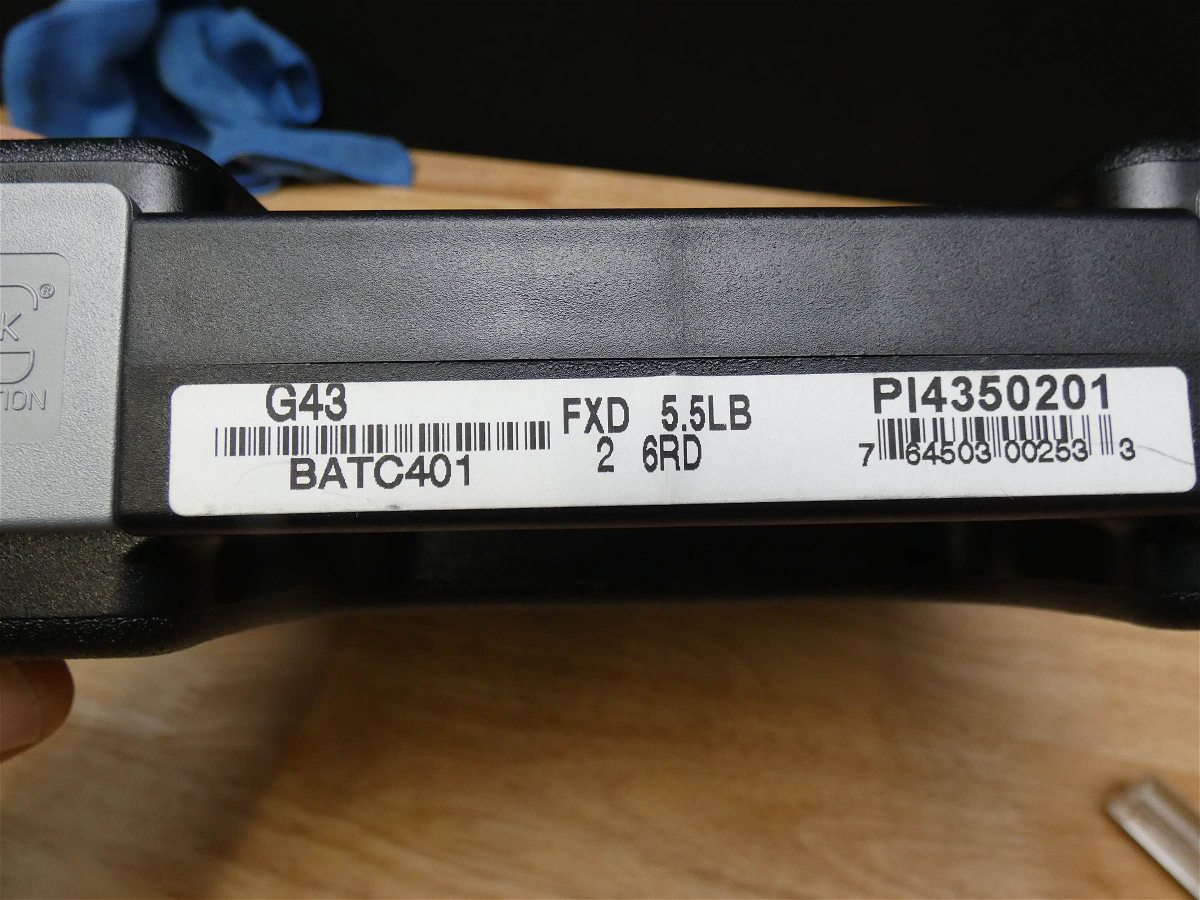 G43
BATC401
FXD 5.5LB
2 6RD
PI4350201
7 64503 00253 3
®